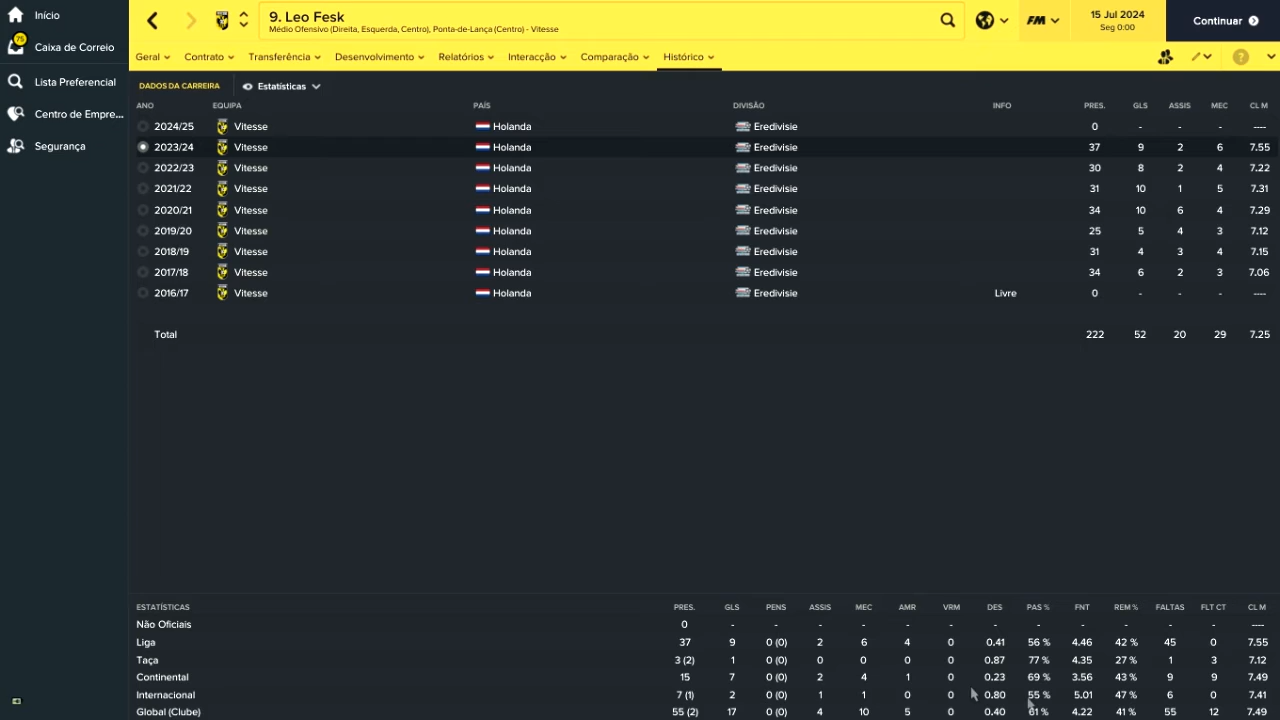 Início
75
Caixa de Correio
Lista Preferencial
Centro de Empre...
Segurança
9. Leo Fesk
Médio Ofensivo (Direita, Esquerda, Centro), Ponta-de-Lança (Centro) - Vitesse
FM
15 Jul 2024
Seg 0:00
Continuar
Geral Contrato Transferência Desenvolvimento Relatórios Interacção Comparação Histórico ?
DADOS DA CARREIRA Estatísticas
ANO EQUIPA PAÍS DIVISÃO INFO PRES. GLS ASSIS MEC CL M
2024/25 Vitesse Holanda Eredivisie 0 - - - ----
2023/24 Vitesse Holanda Eredivisie 37 9 2 6 7.55
2022/23 Vitesse Holanda Eredivisie 30 8 2 4 7.22
2021/22 Vitesse Holanda Eredivisie 31 10 1 5 7.31
2020/21 Vitesse Holanda Eredivisie 34 10 6 4 7.29
2019/20 Vitesse Holanda Eredivisie 25 5 4 3 7.12
2018/19 Vitesse Holanda Eredivisie 31 4 3 4 7.15
2017/18 Vitesse Holanda Eredivisie 34 6 2 3 7.06
2016/17 Vitesse Holanda Eredivisie Livre 0 - - - ----
Total 222 52 20 29 7.25
ESTATÍSTICAS PRES. GLS PENS ASSIS MEC AMR VRM DES PAS % FNT REM % FALTAS FLT CT CL M
Não Oficiais 0 - - - - - - - - - - - - ----
Liga 37 9 0 (0) 2 6 4 0 0.41 56 % 4.46 42 % 45 0 7.55
Taça 3 (2) 1 0 (0) 0 0 0 0 0.87 77 % 4.35 27 % 1 3 7.12
Continental 15 7 0 (0) 2 4 1 0 0.23 69 % 3.56 43 % 9 9 7.49
Internacional 7 (1) 2 0 (0) 1 1 0 0 0.80 55 % 5.01 47 % 6 0 7.41
Global (Clube) 55 (2) 17 0 (0) 4 10 5 0 0.40 61 % 4.22 41 % 55 12 7.49